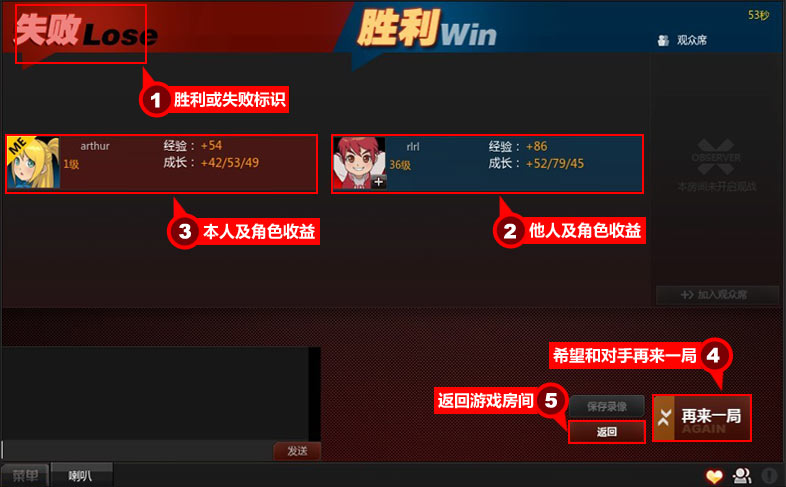 失败Lose
胜利Win
53秒
观众席
1 胜利或失败标识
ME
arthur
1级
经验：+54
成长：+42/53/49
rlrl
36级
经验：+86
成长：+52/79/45
OBSERVER
本房间未开启观战
3 本人及角色收益
2 他人及角色收益
加入观众席
希望和对手再来一局 4
返回游戏房间 5
保存录像
返回
再来一局
AGAIN
发送
菜单
喇叭